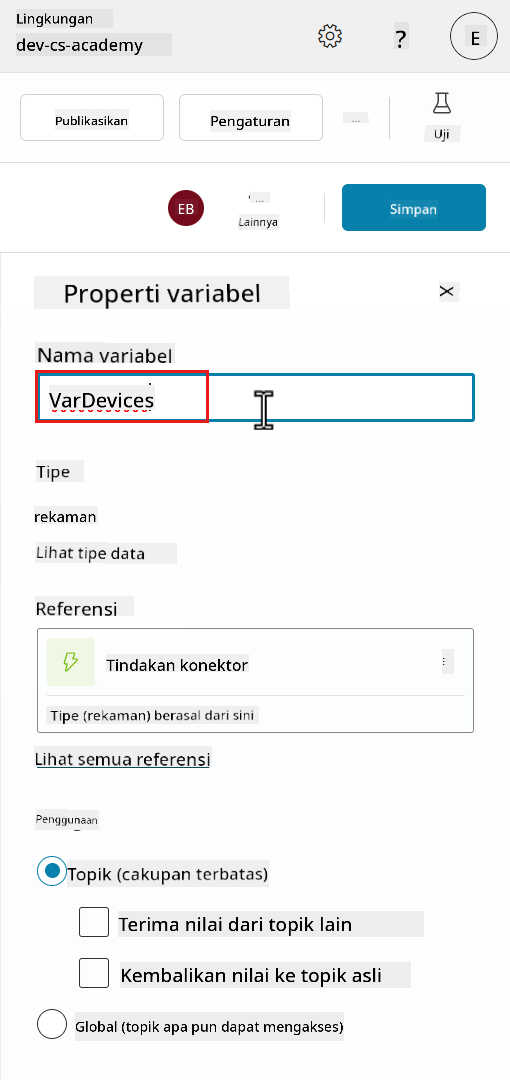 Lingkungan
dev-cs-academy
?
E
Publikasikan
Pengaturan
...
Uji
EB
...
Lainnya
Simpan
Properti variabel
Nama variabel
VarDevices
Tipe
rekaman
Lihat tipe data
Referensi
Tindakan konektor
Tipe (rekaman) berasal dari sini
Lihat semua referensi
Penggunaan
Topik (cakupan terbatas)
Terima nilai dari topik lain
Kembalikan nilai ke topik asli
Global (topik apa pun dapat mengakses)